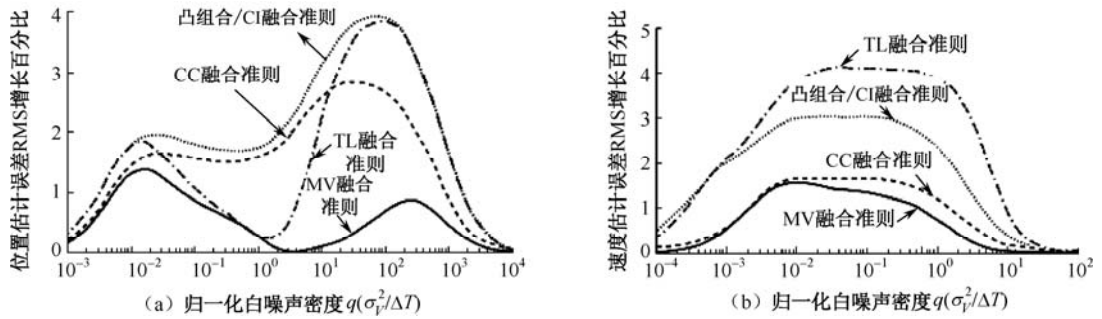 位置估计误差RMS增长百分比
4
3
2
1
0
10⁻³
10⁻²
10⁻¹
10⁰
10¹
10²
10³
10⁴
凸组合/CI融合准则
CC融合准则
TL融合
准则
MV融合
准则
(a) 归一化白噪声密度q(σ_V²/ΔT)
速度估计误差RMS增长百分比
5
4
3
2
1
0
10⁻⁴
10⁻³
10⁻²
10⁻¹
10⁰
10¹
10²
TL融合准则
凸组合/CI融合准则
CC融合准则
MV融合准则
(b) 归一化白噪声密度q(σ_V²/ΔT)